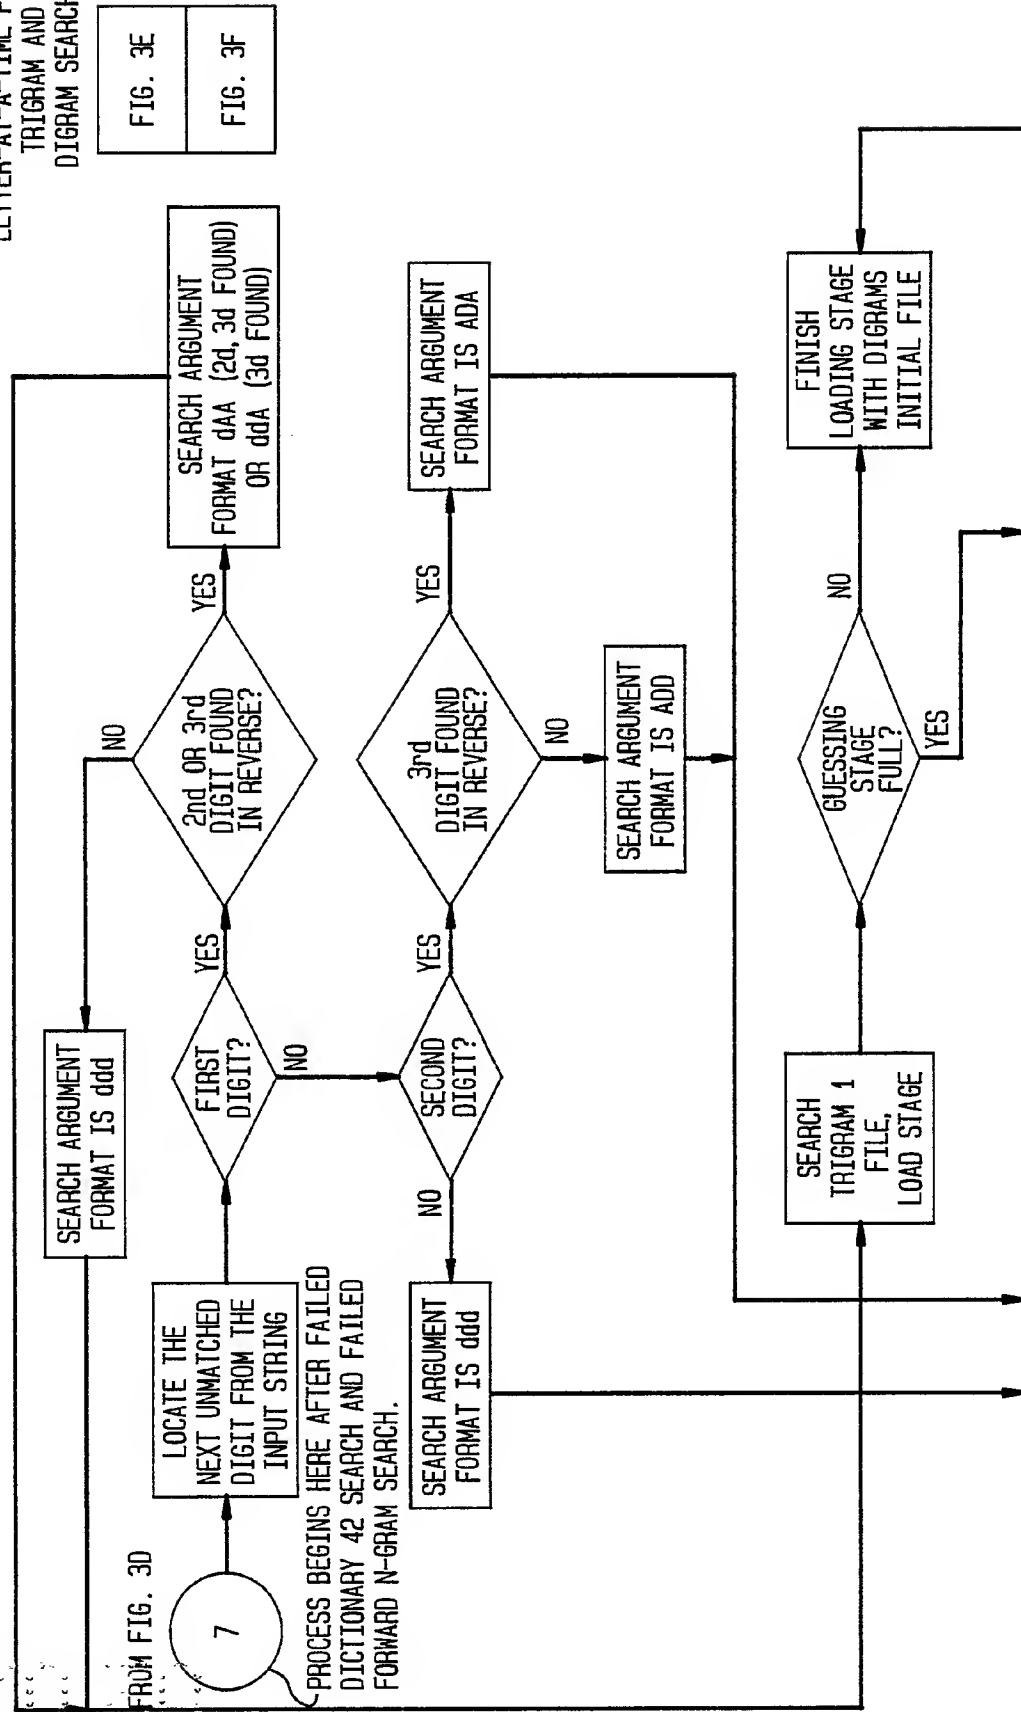 TRIGRAM AND
DIGRAM SEARCH
FIG. 3E
FIG. 3F
FROM FIG. 3D
7
PROCESS BEGINS HERE AFTER FAILED
DICTIONARY 42 SEARCH AND FAILED
FORWARD N-GRAM SEARCH.
LOCATE THE
NEXT UNMATCHED
DIGIT FROM THE
INPUT STRING
FIRST
DIGIT?
YES
NO
2nd OR 3rd
DIGIT FOUND
IN REVERSE?
NO
YES
SEARCH ARGUMENT
FORMAT IS ddd
SEARCH ARGUMENT
FORMAT dAA (2d, 3d FOUND)
OR ddA (3d FOUND)
SECOND
DIGIT?
NO
YES
SEARCH ARGUMENT
FORMAT IS ddd
3rd
DIGIT FOUND
IN REVERSE?
YES
NO
SEARCH ARGUMENT
FORMAT IS ADA
SEARCH ARGUMENT
FORMAT IS ADD
SEARCH
TRIGRAM 1
FILE,
LOAD STAGE
GUESSING
STAGE
FULL?
NO
YES
FINISH
LOADING STAGE
WITH DIGRAMS
INITIAL FILE